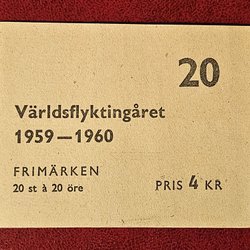 20
Världsflyktingåret
1959—1960
FRIMÄRKEN
20 st à 20 öre
PRIS 4 KR